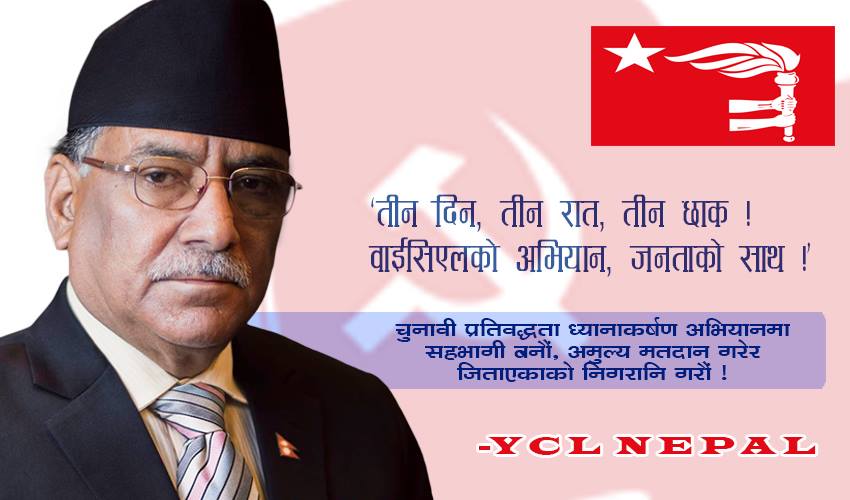 ‘तीन दिन, तीन रात, तीन छाक !
वाईसिएलको अभियान, जनताको साथ !’
चुनावी प्रतिवद्धता ध्यानाकर्षण अभियानमा
सहभागी बनौं, अमुल्य मतदान गरेर
जिताएकाको निगरानि गरौं !
-YCL NEPAL